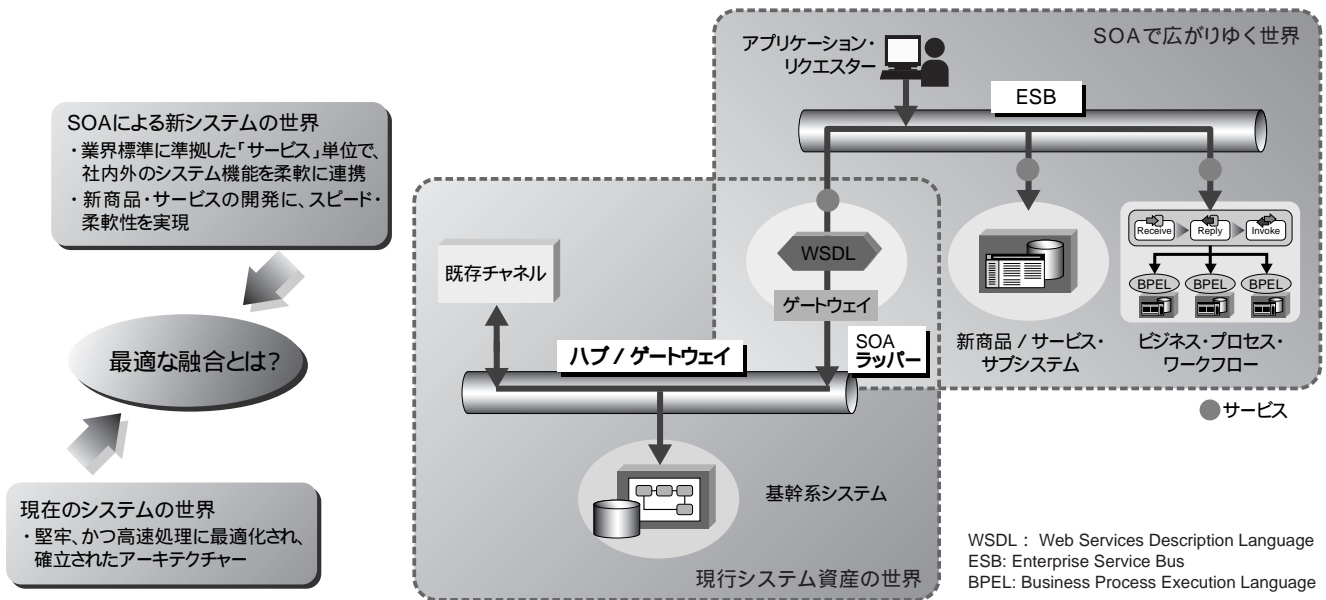 SOAによる新システムの世界
・業界標準に準拠した「サービス」単位で、
社内外のシステム機能を柔軟に連携
・新商品・サービスの開発に、スピード・
柔軟性を実現
最適な融合とは?
現在のシステムの世界
・堅牢、かつ高速処理に最適化され、
確立されたアーキテクチャー
SOAで広がりゆく世界
アプリケーション・
リクエスター
ESB
WSDL
ゲートウェイ
SOA
ラッパー
新商品 / サービス・
サブシステム
Receive
Reply
Invoke
BPEL
BPEL
BPEL
ビジネス・プロセス・
ワークフロー
サービス
既存チャネル
ハブ / ゲートウェイ
基幹系システム
現行システム資産の世界
WSDL : Web Services Description Language
ESB: Enterprise Service Bus
BPEL: Business Process Execution Language